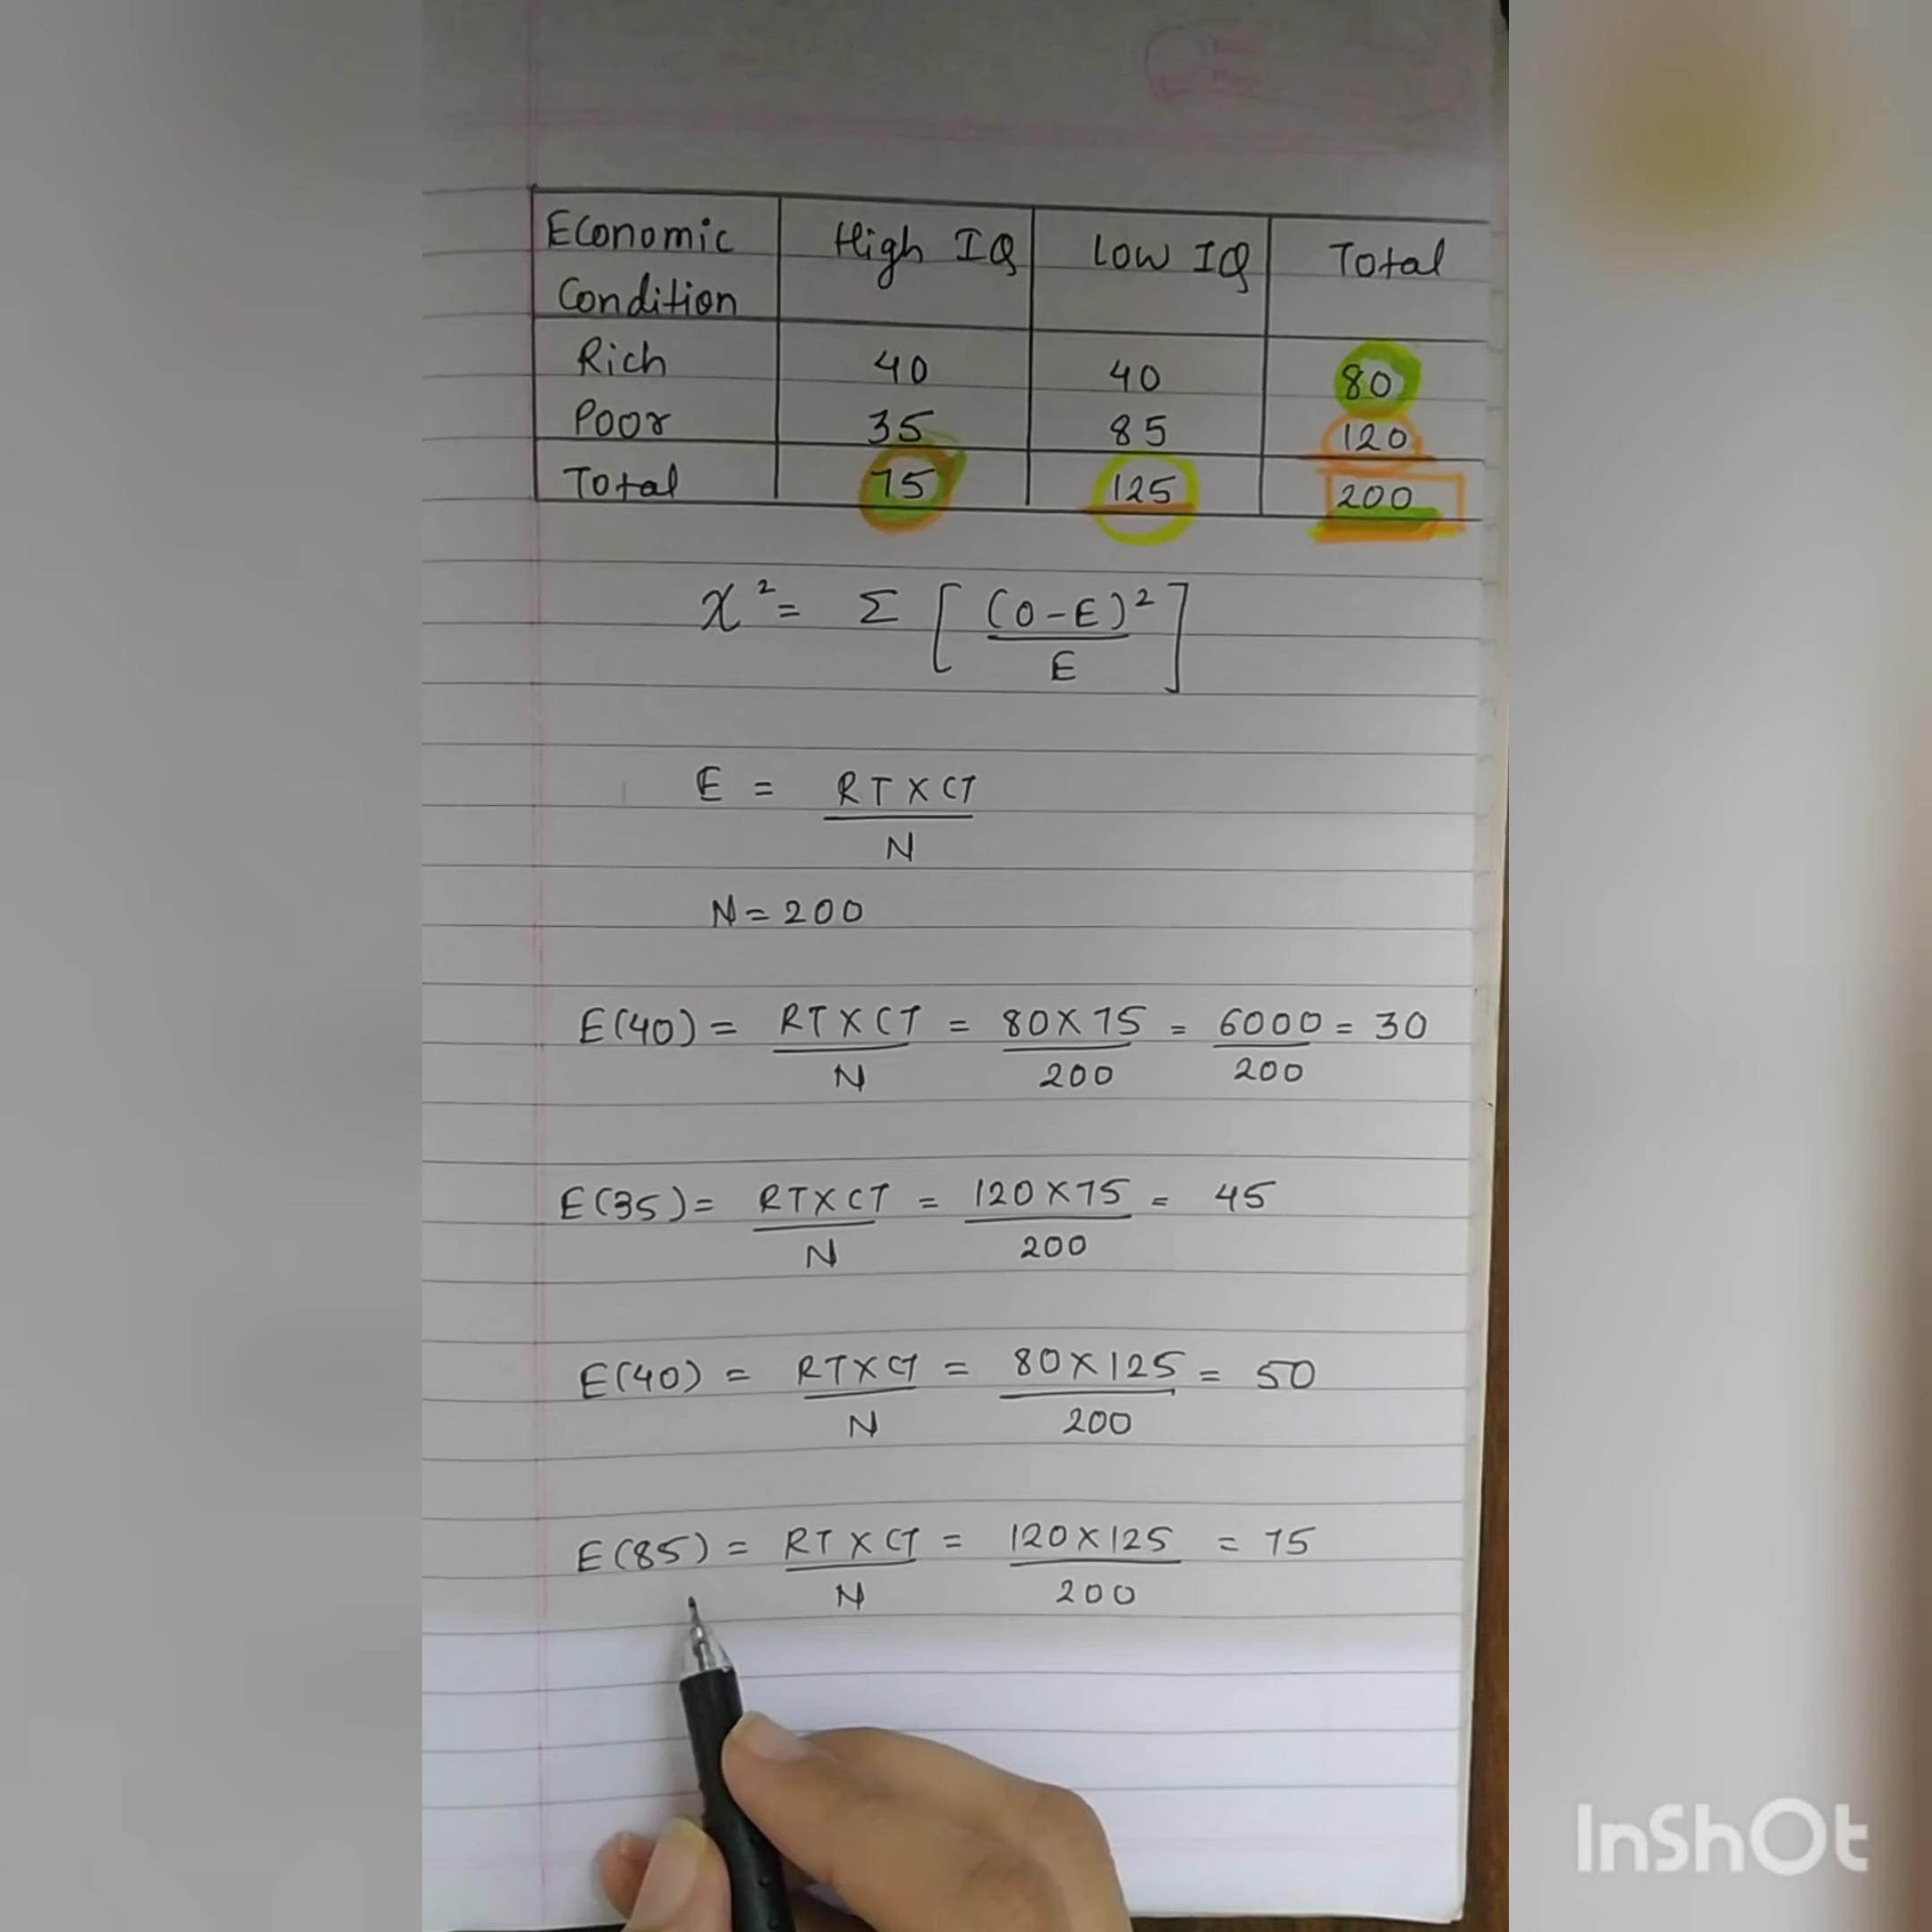 Economic Condition High IQ Low IQ Total
Rich 40 40 80
Poor 35 85 120
Total 75 125 200
χ² = Σ [ (O-E)² / E ]
E = RT X CT / N
N = 200
E(40) = RT X CT / N = 80 X 75 / 200 = 6000 / 200 = 30
E(35) = RT X CT / N = 120 X 75 / 200 = 45
E(40) = RT X CT / N = 80 X 125 / 200 = 50
E(85) = RT X CT / N = 120 X 125 / 200 = 75
InShOt